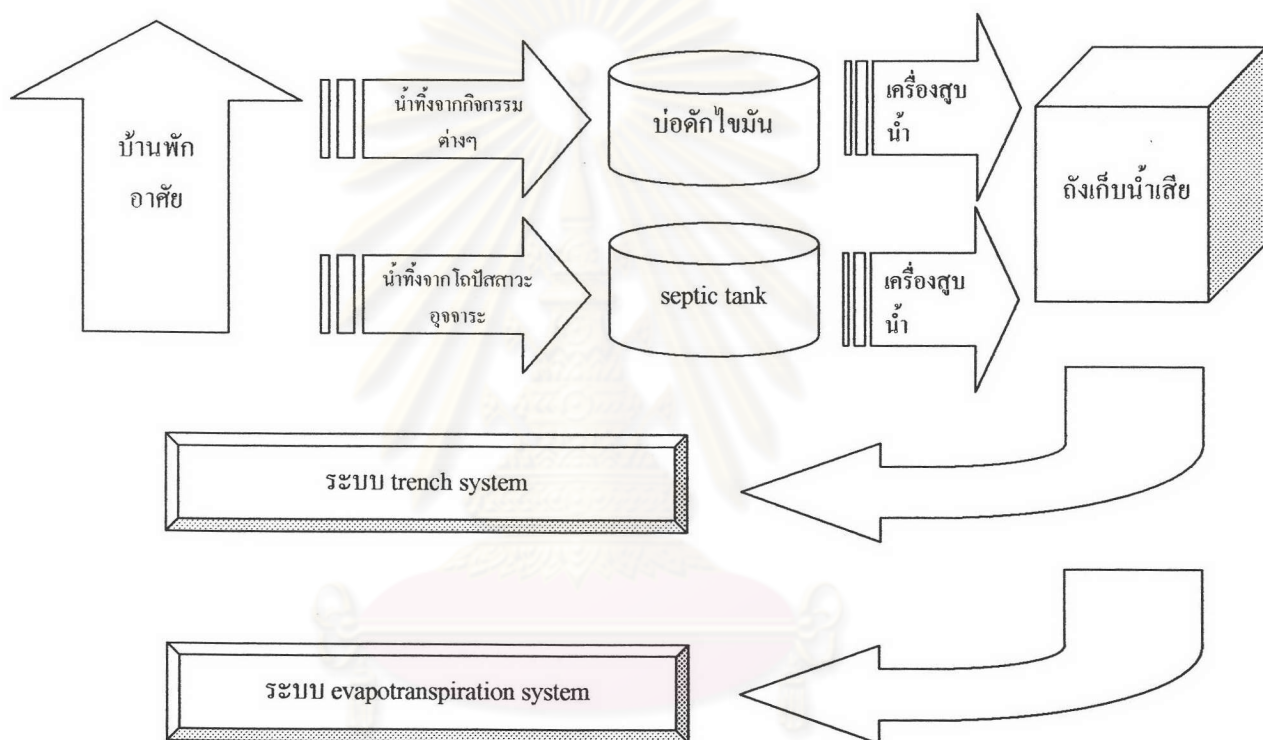 บ้านพัก
อาศัย
น้ำทิ้งจากกิจกรรม
ต่างๆ
บ่อดักไขมัน
เครื่องสูบ
น้ำ
ถังเก็บน้ำเสีย
น้ำทิ้งจากโถปัสสาวะ
อุจจาระ
septic tank
เครื่องสูบ
น้ำ
ระบบ trench system
ระบบ evapotranspiration system